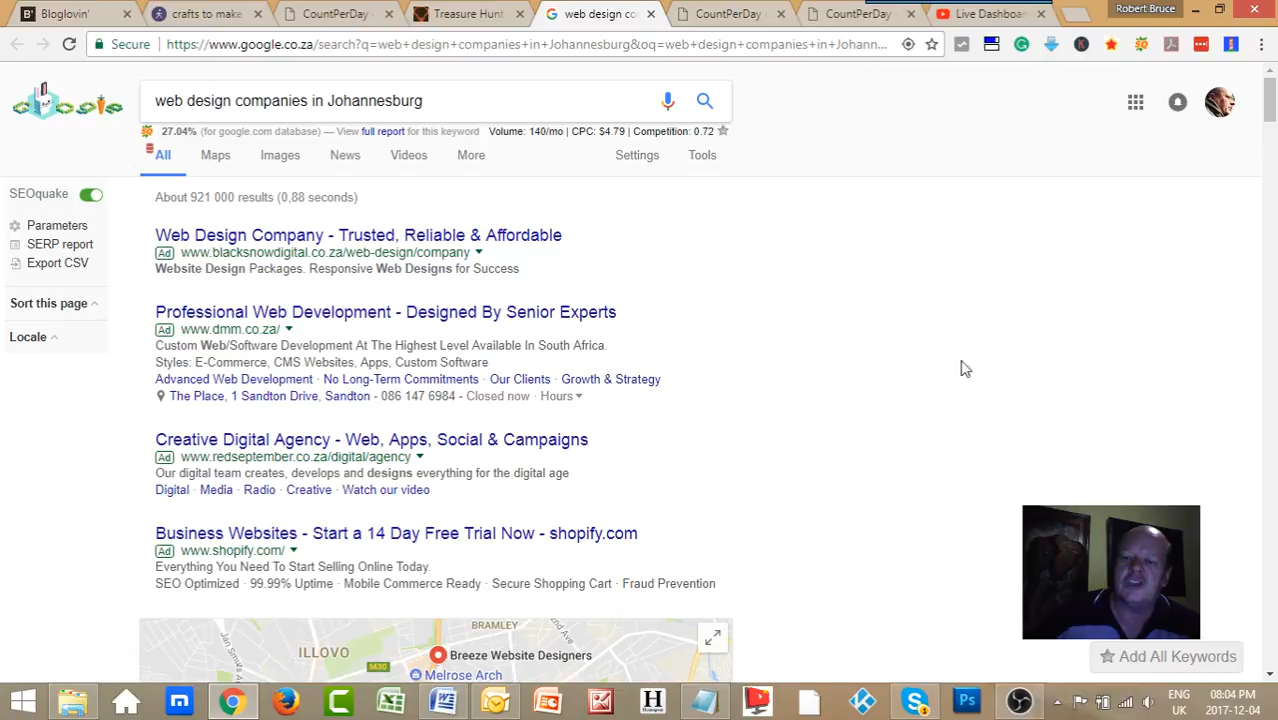 Bloglovin'
crafts to make
CountPerDay
Treasure Hunt
web design co
CountPerDay
CountPerDay
Live Dashboa
Robert Bruce
Secure
https://www.google.co.za/search?q=web+design+companies+in+Johannesburg&oq=web+design+companies+in+Johann...
web design companies in Johannesburg
27.04% (for google.com database) — View full report for this keyword Volume: 140/mo | CPC: $4.79 | Competition: 0.72
All Maps Images News Videos More Settings Tools
SEOquake
Parameters
SERP report
Export CSV
Sort this page
Locale
About 921 000 results (0,88 seconds)
Web Design Company - Trusted, Reliable & Affordable
Ad www.blacksnowdigital.co.za/web-design/company
Website Design Packages. Responsive Web Designs for Success
Professional Web Development - Designed By Senior Experts
Ad www.dmm.co.za/
Custom Web/Software Development At The Highest Level Available In South Africa.
Styles: E-Commerce, CMS Websites, Apps, Custom Software
Advanced Web Development · No Long-Term Commitments · Our Clients · Growth & Strategy
The Place, 1 Sandton Drive, Sandton - 086 147 6984 - Closed now · Hours
Creative Digital Agency - Web, Apps, Social & Campaigns
Ad www.redseptember.co.za/digital/agency
Our digital team creates, develops and designs everything for the digital age
Digital · Media · Radio · Creative · Watch our video
Business Websites - Start a 14 Day Free Trial Now - shopify.com
Ad www.shopify.com/
Everything You Need To Start Selling Online Today.
SEO Optimized · 99.99% Uptime · Mobile Commerce Ready · Secure Shopping Cart · Fraud Prevention
BRAMLEY
ILLOVO
M30
Breeze Website Designers
Melrose Arch
Add All Keywords
ENG
UK
08:04 PM
2017-12-04